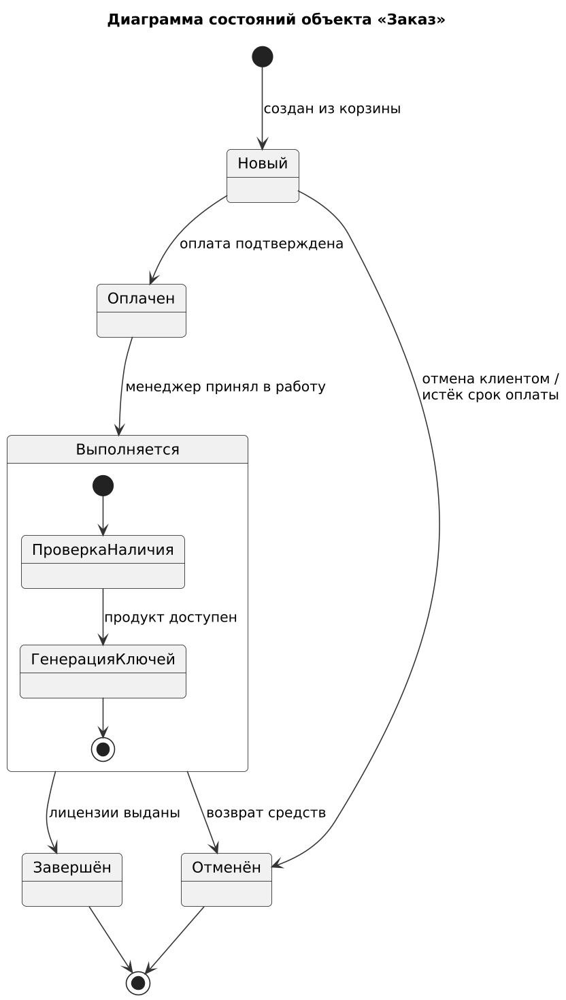 Диаграмма состояний объекта «Заказ»
создан из корзины
Новый
оплата подтверждена
Оплачен
отмена клиентом /
истёк срок оплаты
менеджер принял в работу
Выполняется
ПроверкаНаличия
продукт доступен
ГенерацияКлючей
лицензии выданы
возврат средств
Завершён
Отменён